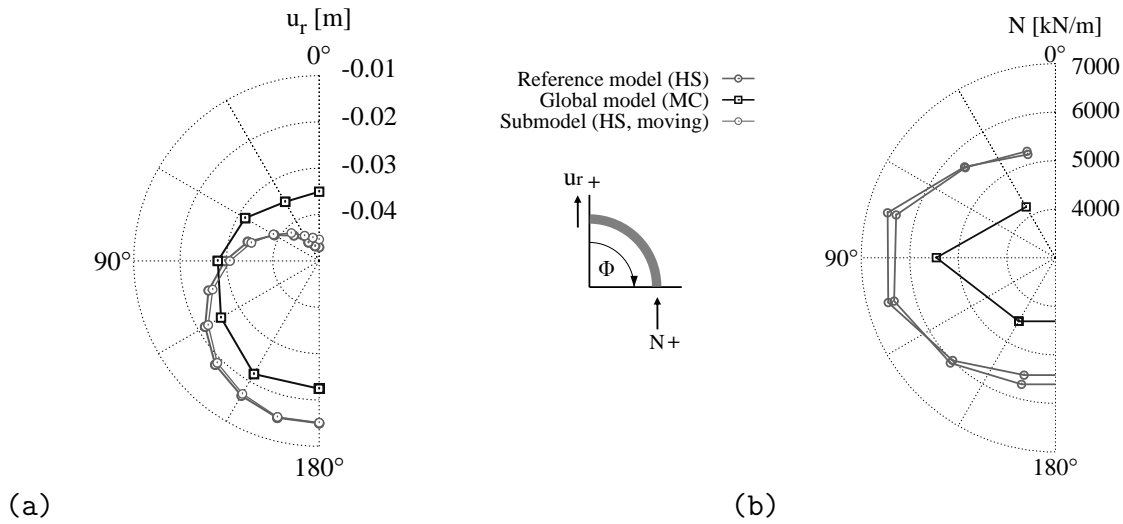 u_r [m]
0°
-0.01
-0.02
-0.03
-0.04
90°
180°
(a)
Reference model (HS)
Global model (MC)
Submodel (HS, moving)
ur +
Φ
N+
N [kN/m]
0°
7000
6000
5000
4000
90°
180°
(b)